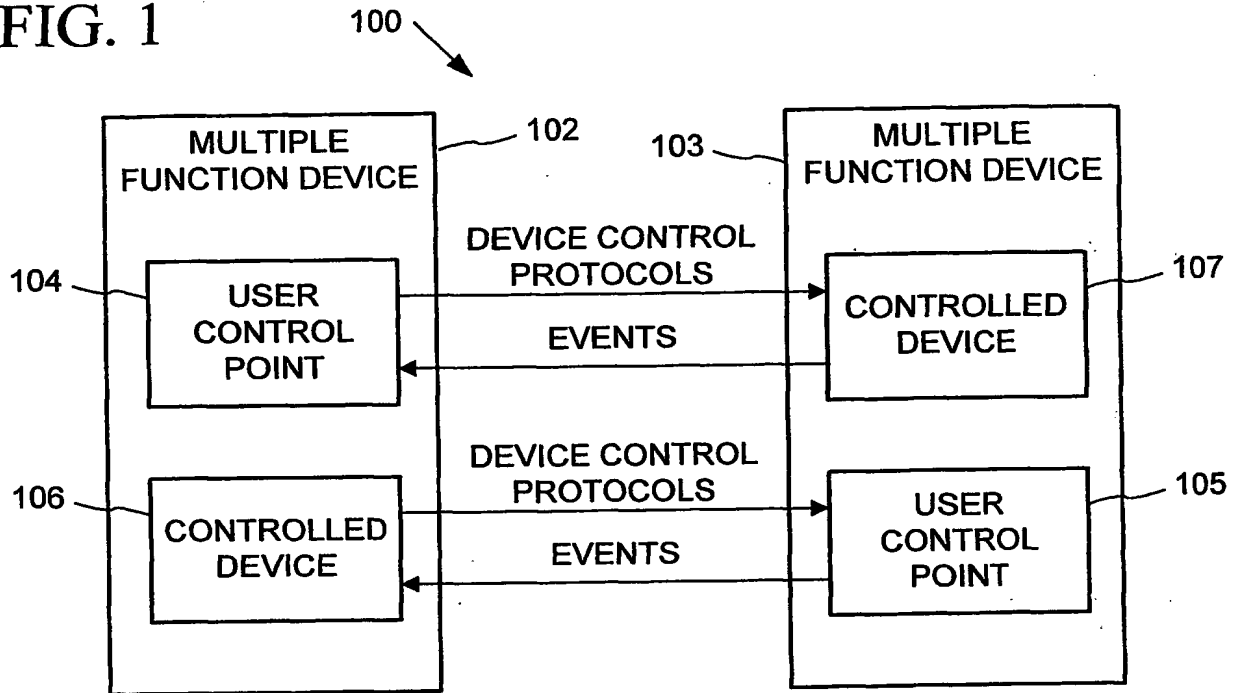 FIG. 1
100
MULTIPLE
FUNCTION DEVICE
102
103
MULTIPLE
FUNCTION DEVICE
DEVICE CONTROL
PROTOCOLS
104
USER
CONTROL
POINT
EVENTS
CONTROLLED
DEVICE
107
DEVICE CONTROL
PROTOCOLS
106
CONTROLLED
DEVICE
EVENTS
USER
CONTROL
POINT
105